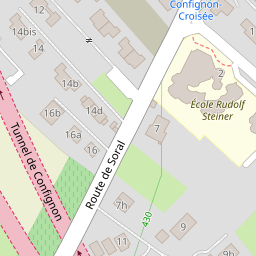 Confignon-
Croisée
14bis
14
2
École Rudolf
Steiner
14b
14d
16b
16a
16
7
Tunnel de Confignon
Route de Soral
7h
430
9
11
9b